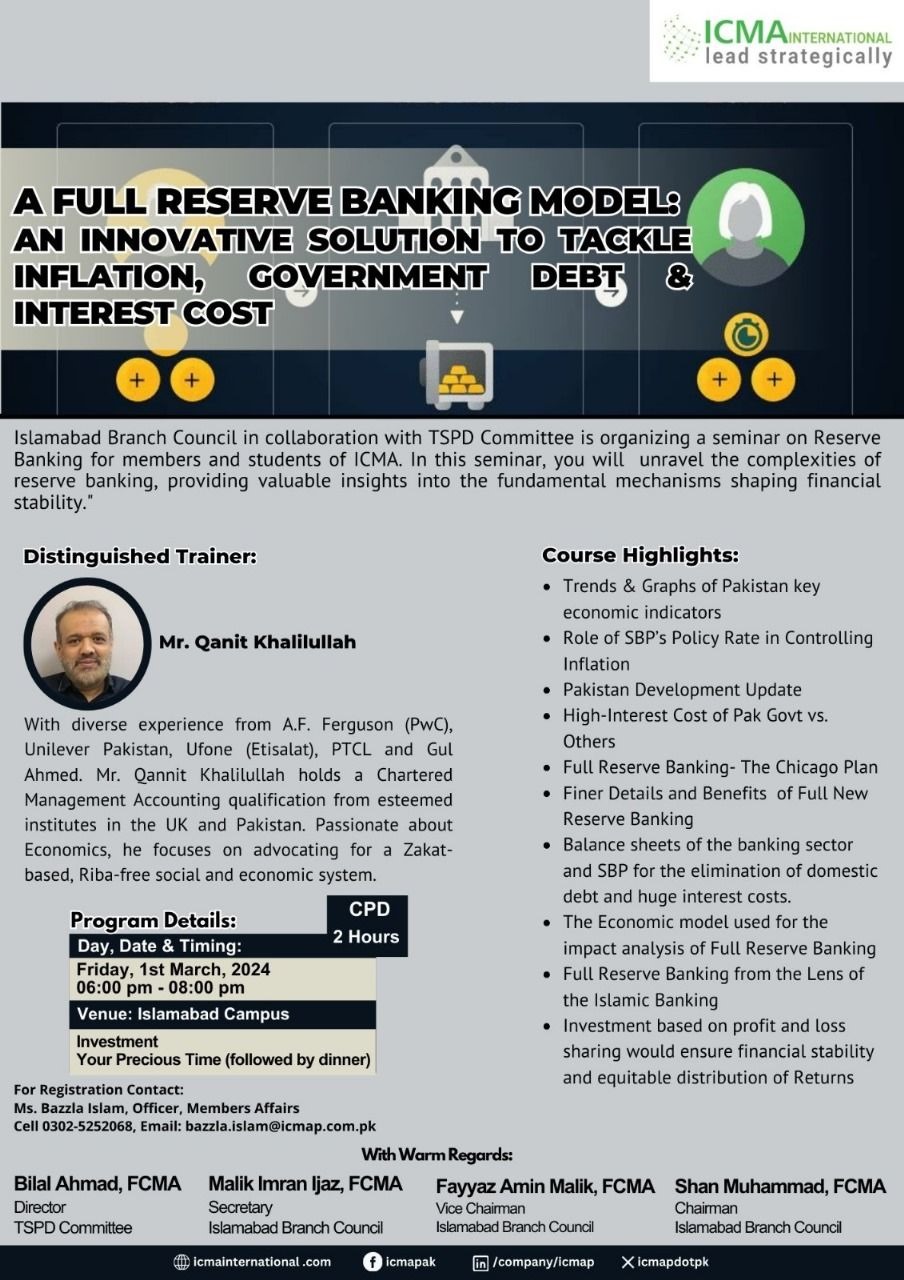 ICMA INTERNATIONAL
lead strategically
A FULL RESERVE BANKING MODEL:
AN INNOVATIVE SOLUTION TO TACKLE
INFLATION, GOVERNMENT DEBT &
INTEREST COST
Islamabad Branch Council in collaboration with TSPD Committee is organizing a seminar on Reserve
Banking for members and students of ICMA. In this seminar, you will unravel the complexities of
reserve banking, providing valuable insights into the fundamental mechanisms shaping financial
stability."
Distinguished Trainer:
Mr. Qanit Khalilullah
With diverse experience from A.F. Ferguson (PwC),
Unilever Pakistan, Ufone (Etisalat), PTCL and Gul
Ahmed. Mr. Qannit Khalilullah holds a Chartered
Management Accounting qualification from esteemed
institutes in the UK and Pakistan. Passionate about
Economics, he focuses on advocating for a Zakat-
based, Riba-free social and economic system.
Course Highlights:
• Trends & Graphs of Pakistan key
economic indicators
• Role of SBP's Policy Rate in Controlling
Inflation
• Pakistan Development Update
• High-Interest Cost of Pak Govt vs.
Others
• Full Reserve Banking- The Chicago Plan
• Finer Details and Benefits of Full New
Reserve Banking
• Balance sheets of the banking sector
and SBP for the elimination of domestic
debt and huge interest costs.
• The Economic model used for the
impact analysis of Full Reserve Banking
• Full Reserve Banking from the Lens of
the Islamic Banking
• Investment based on profit and loss
sharing would ensure financial stability
and equitable distribution of Returns
Program Details:
CPD
2 Hours
Day, Date & Timing:
Friday, 1st March, 2024
06:00 pm - 08:00 pm
Venue: Islamabad Campus
Investment
Your Precious Time (followed by dinner)
For Registration Contact:
Ms. Bazzla Islam, Officer, Members Affairs
Cell 0302-5252068, Email: bazzla.islam@icmap.com.pk
With Warm Regards:
Bilal Ahmad, FCMA
Director
TSPD Committee
Malik Imran Ijaz, FCMA
Secretary
Islamabad Branch Council
Fayyaz Amin Malik, FCMA
Vice Chairman
Islamabad Branch Council
Shan Muhammad, FCMA
Chairman
Islamabad Branch Council
icmainternational .com
icmapak
/company/icmap
icmapdotpk